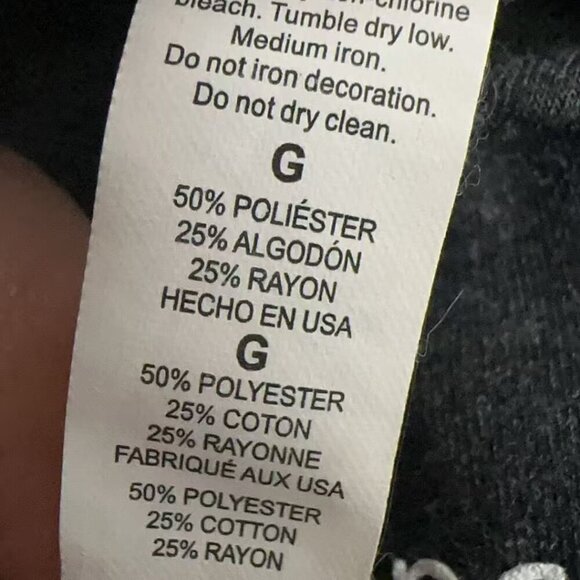 chlorine
bleach. Tumble dry low.
Medium iron.
Do not iron decoration.
Do not dry clean.
G
50% POLIÉSTER
25% ALGODÓN
25% RAYON
HECHO EN USA
G
50% POLYESTER
25% COTON
25% RAYONNE
FABRIQUÉ AUX USA
50% POLYESTER
25% COTTON
25% RAYON